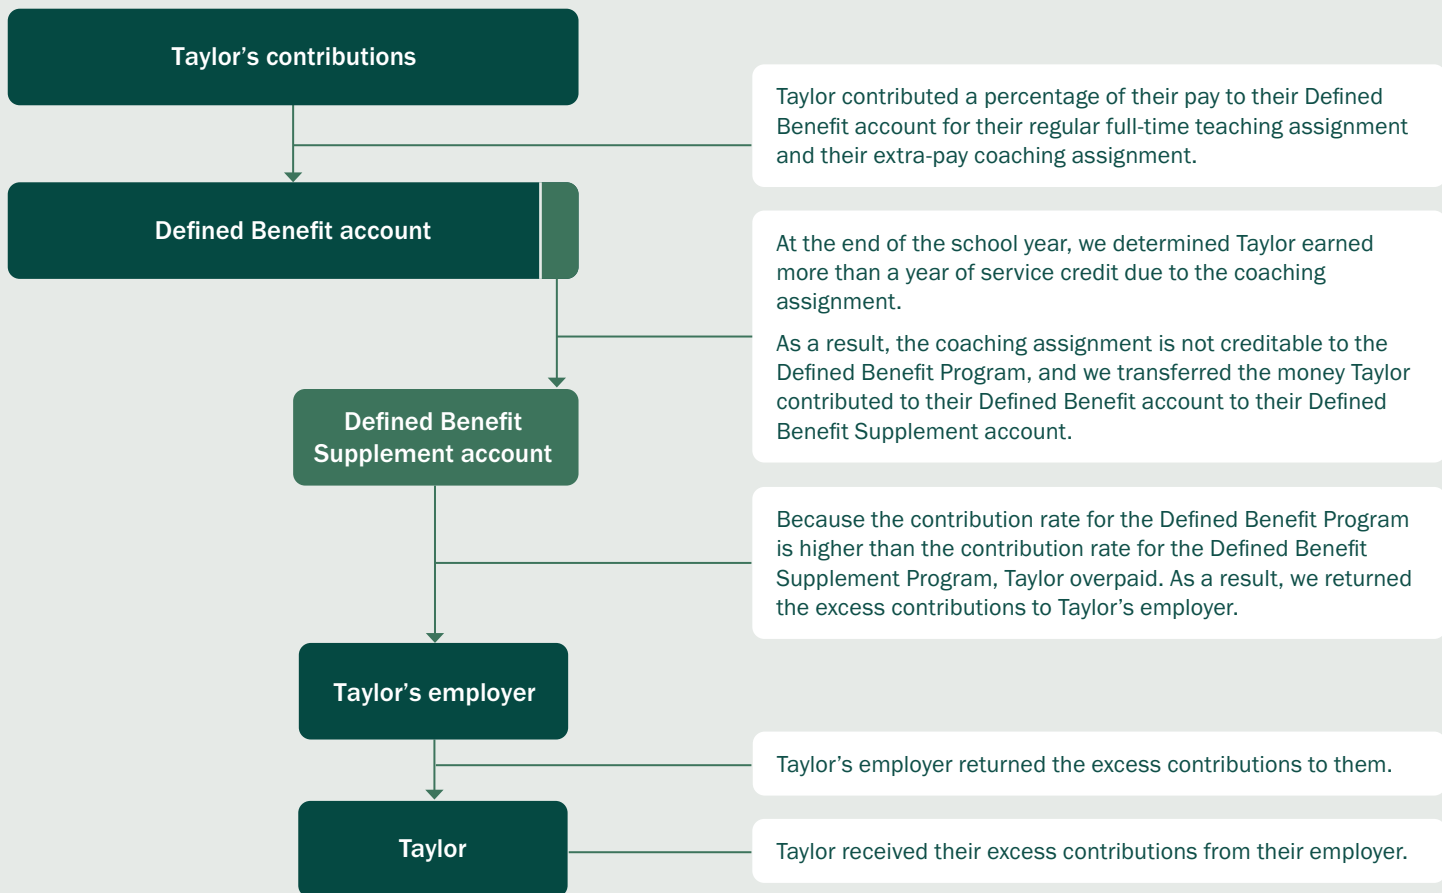 Taylor’s contributions
Taylor contributed a percentage of their pay to their Defined
Benefit account for their regular full-time teaching assignment
and their extra-pay coaching assignment.
Defined Benefit account
At the end of the school year, we determined Taylor earned
more than a year of service credit due to the coaching
assignment.
As a result, the coaching assignment is not creditable to the
Defined Benefit Program, and we transferred the money Taylor
contributed to their Defined Benefit account to their Defined
Benefit Supplement account.
Defined Benefit
Supplement account
Because the contribution rate for the Defined Benefit Program
is higher than the contribution rate for the Defined Benefit
Supplement Program, Taylor overpaid. As a result, we returned
the excess contributions to Taylor’s employer.
Taylor’s employer
Taylor’s employer returned the excess contributions to them.
Taylor
Taylor received their excess contributions from their employer.